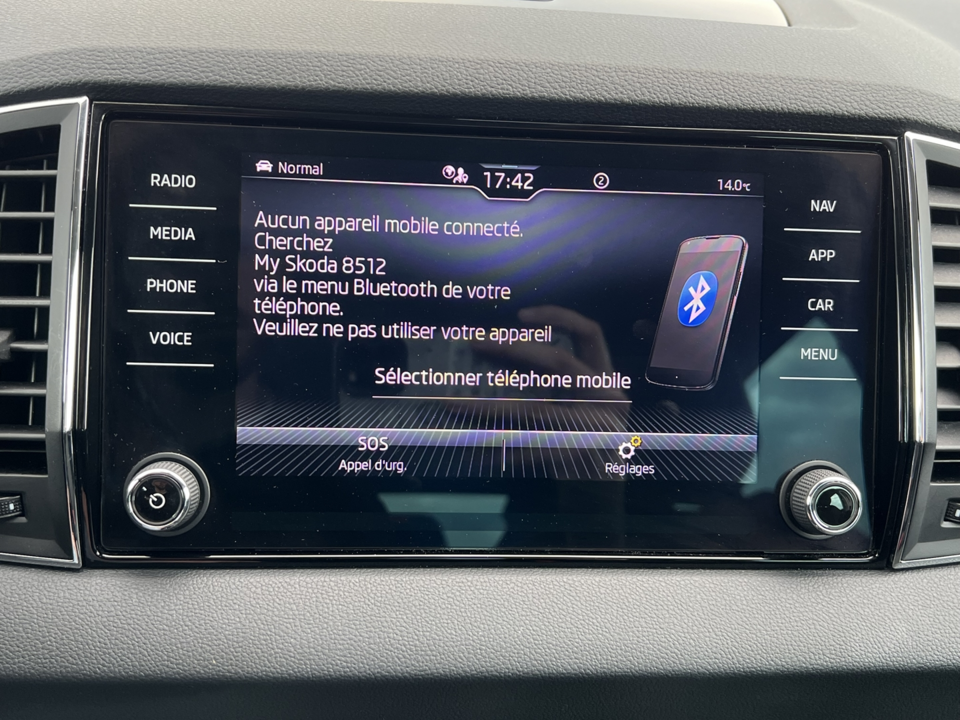 Normal
17:42
2
14.0°C
RADIO
MEDIA
PHONE
VOICE
Aucun appareil mobile connecté.
Cherchez
My Skoda 8512
via le menu Bluetooth de votre
téléphone.
Veuillez ne pas utiliser votre appareil
Sélectionner téléphone mobile
SOS
Appel d'urg.
Réglages
NAV
APP
CAR
MENU